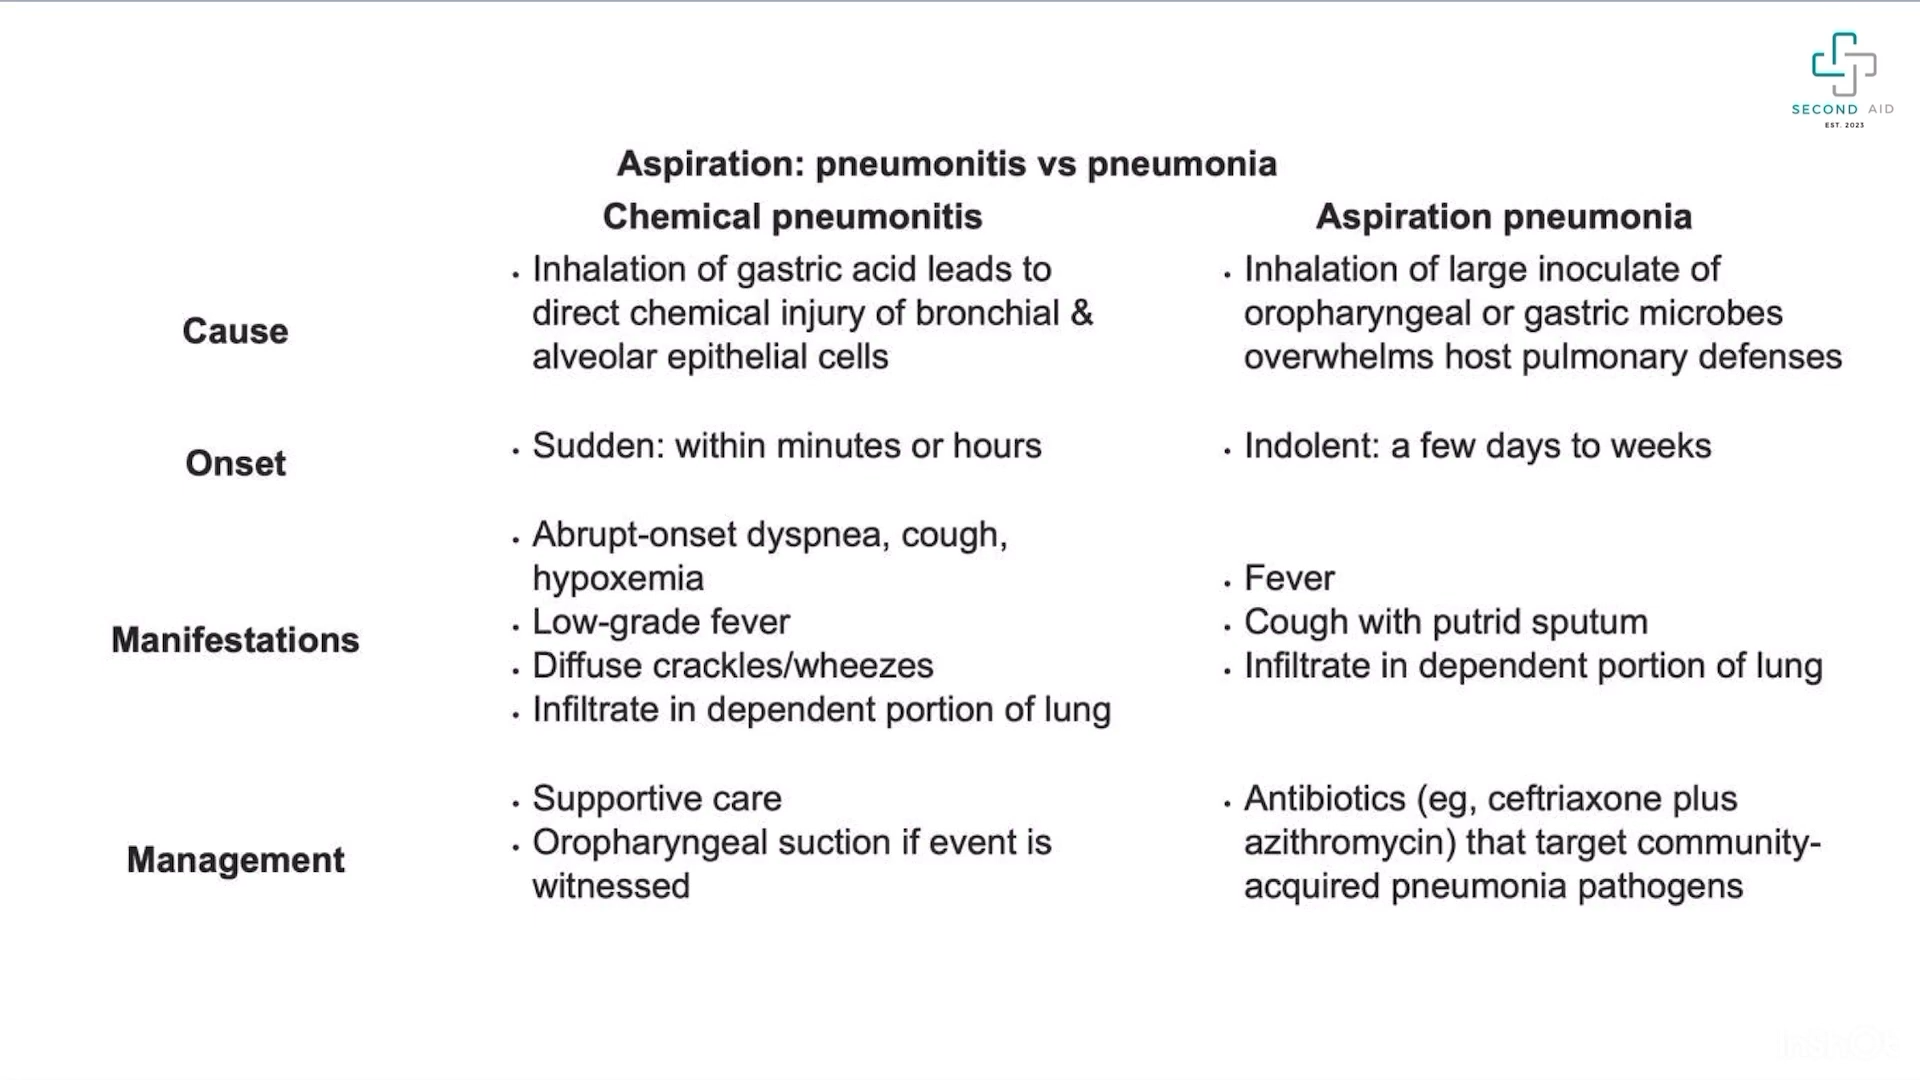 SECOND AID
EST. 2023
Aspiration: pneumonitis vs pneumonia
Chemical pneumonitis
Aspiration pneumonia
Cause
• Inhalation of gastric acid leads to
direct chemical injury of bronchial &
alveolar epithelial cells
• Inhalation of large inoculate of
oropharyngeal or gastric microbes
overwhelms host pulmonary defenses
Onset
• Sudden: within minutes or hours
• Indolent: a few days to weeks
Manifestations
• Abrupt-onset dyspnea, cough,
hypoxemia
• Low-grade fever
• Diffuse crackles/wheezes
• Infiltrate in dependent portion of lung
• Fever
• Cough with putrid sputum
• Infiltrate in dependent portion of lung
Management
• Supportive care
• Oropharyngeal suction if event is
witnessed
• Antibiotics (eg, ceftriaxone plus
azithromycin) that target community-
acquired pneumonia pathogens